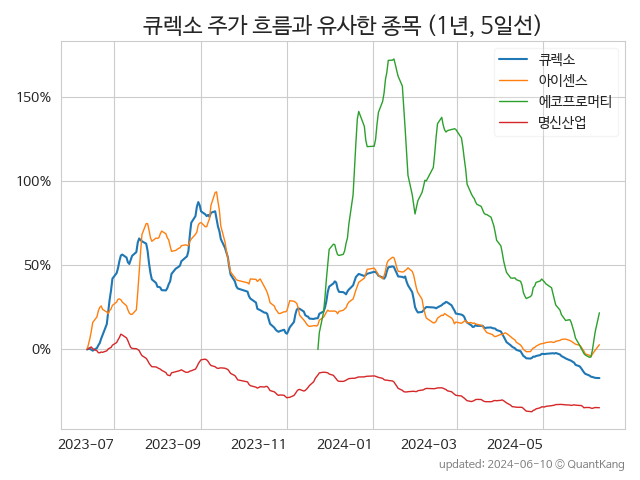 큐렉소 주가 흐름과 유사한 종목 (1년, 5일선)
큐렉소
아이센스
에코프로머티
명신산업
150%
100%
50%
0%
2023-07 2023-09 2023-11 2024-01 2024-03 2024-05
updated: 2024-06-10 © QuantKang